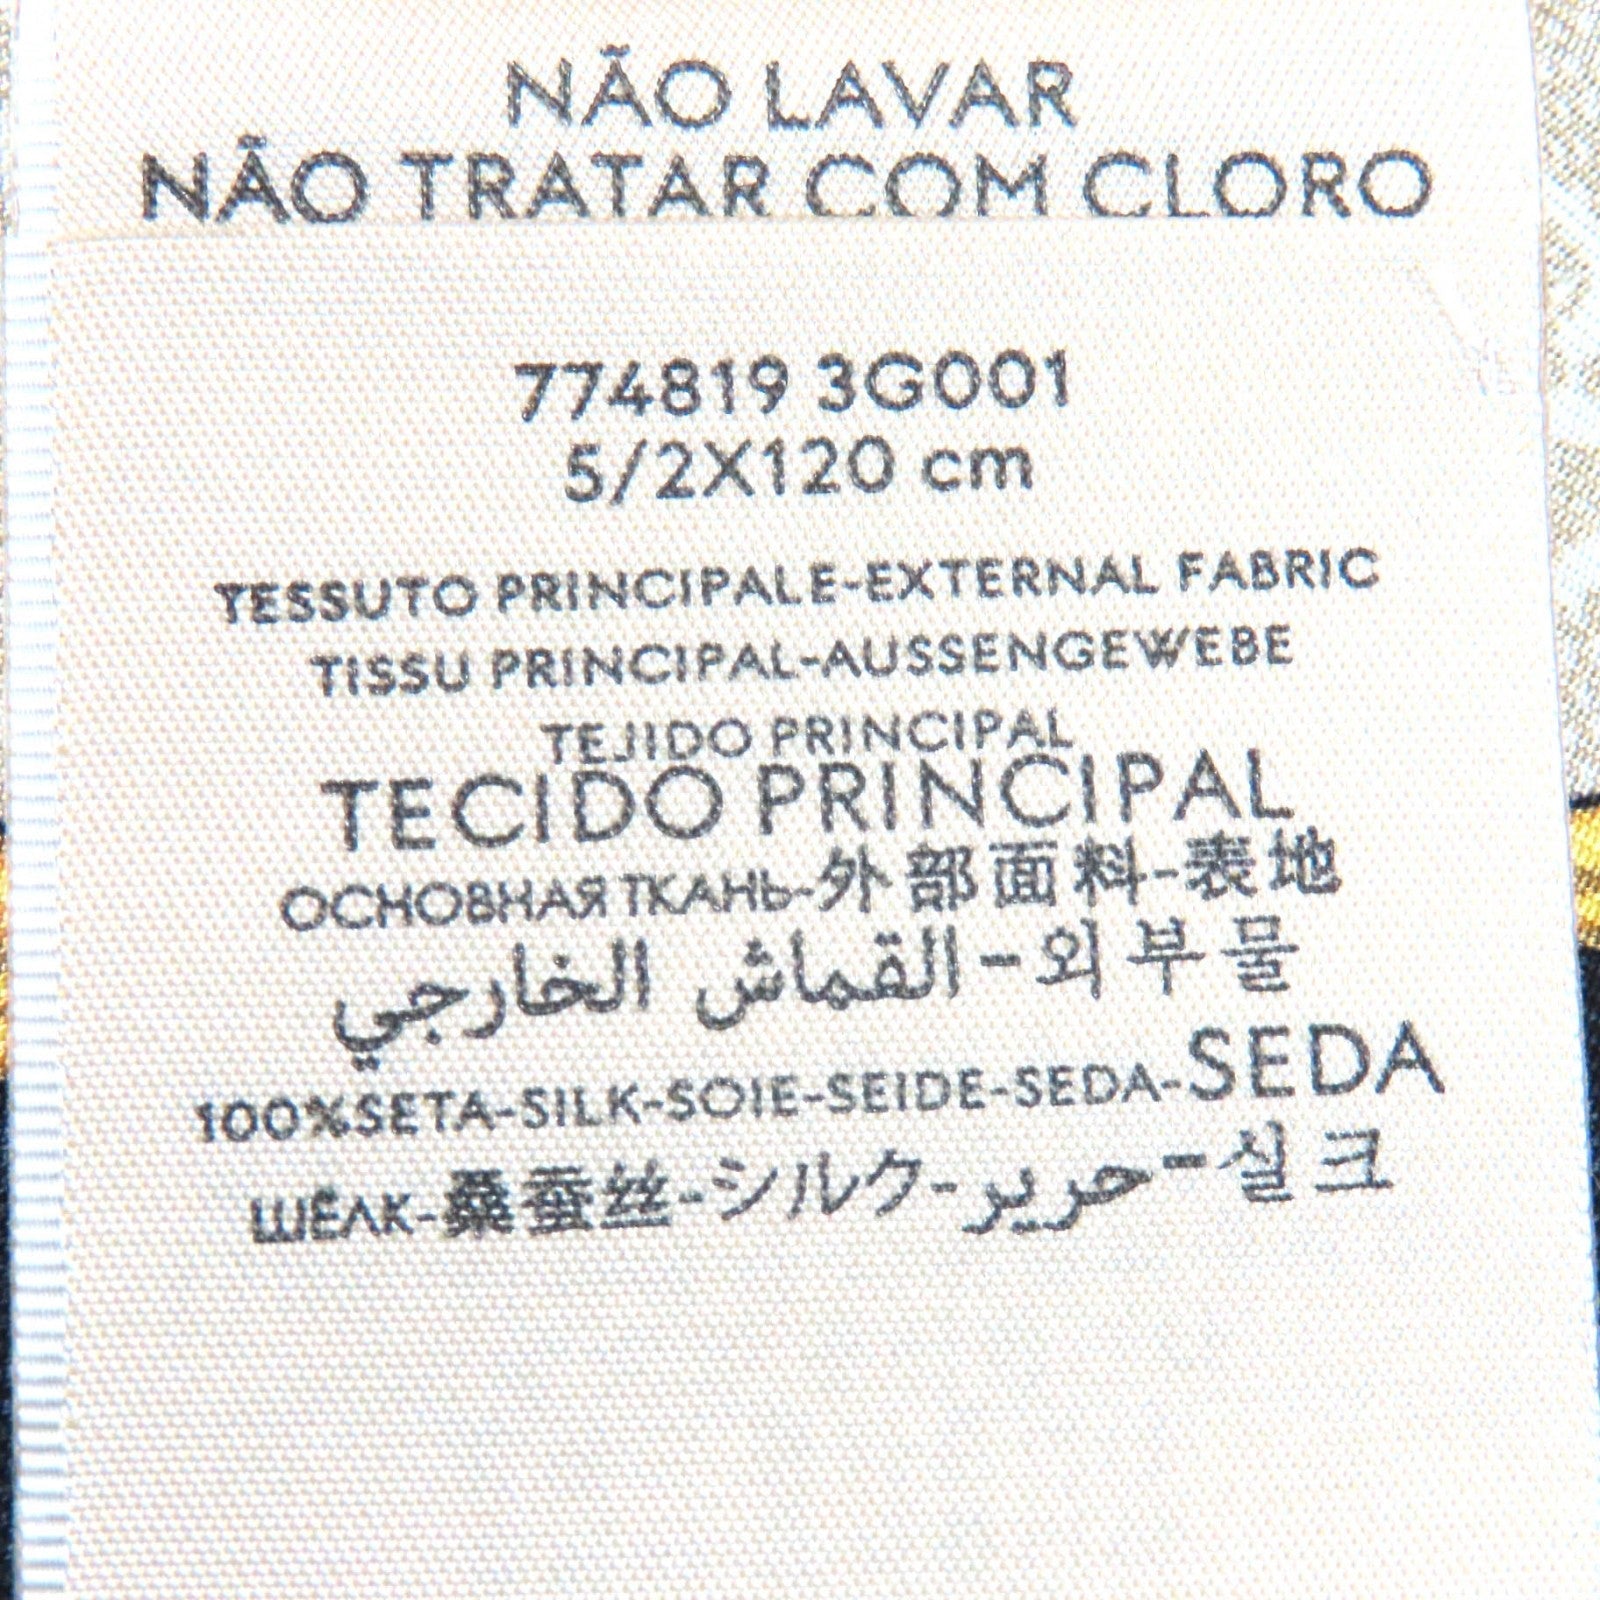 NÃO LAVAR
NÃO TRATAR COM CLORO
774819 3G001
5/2X120 cm
TESSUTO PRINCIPALE-EXTERNAL FABRIC
TISSU PRINCIPAL-AUSSENGEWEBE
TEJIDO PRINCIPAL
TECIDO PRINCIPAL
ОСНОВНАЯ ТКАНЬ-外部面料-表地
القماش الخارجي-외부물
100%SETA-SILK-SOIE-SEIDE-SEDA-SEDA
ШЁЛК-桑蚕丝-シルク-حرير-실크